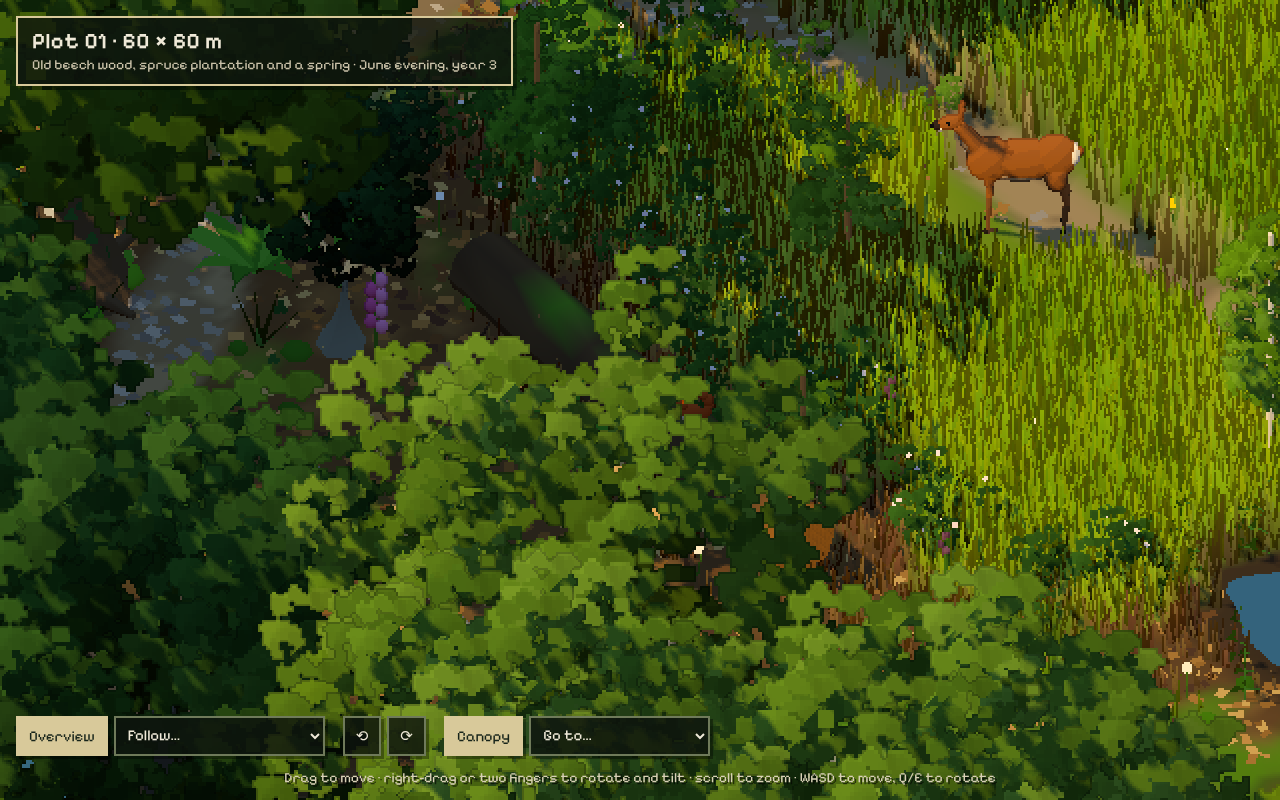 Plot 01 · 60 × 60 m
Old beech wood, spruce plantation and a spring · June evening, year 3
Overview
Follow...
⟲
⟳
Canopy
Go to...
Drag to move · right-drag or two fingers to rotate and tilt · scroll to zoom · WASD to move, Q/E to rotate